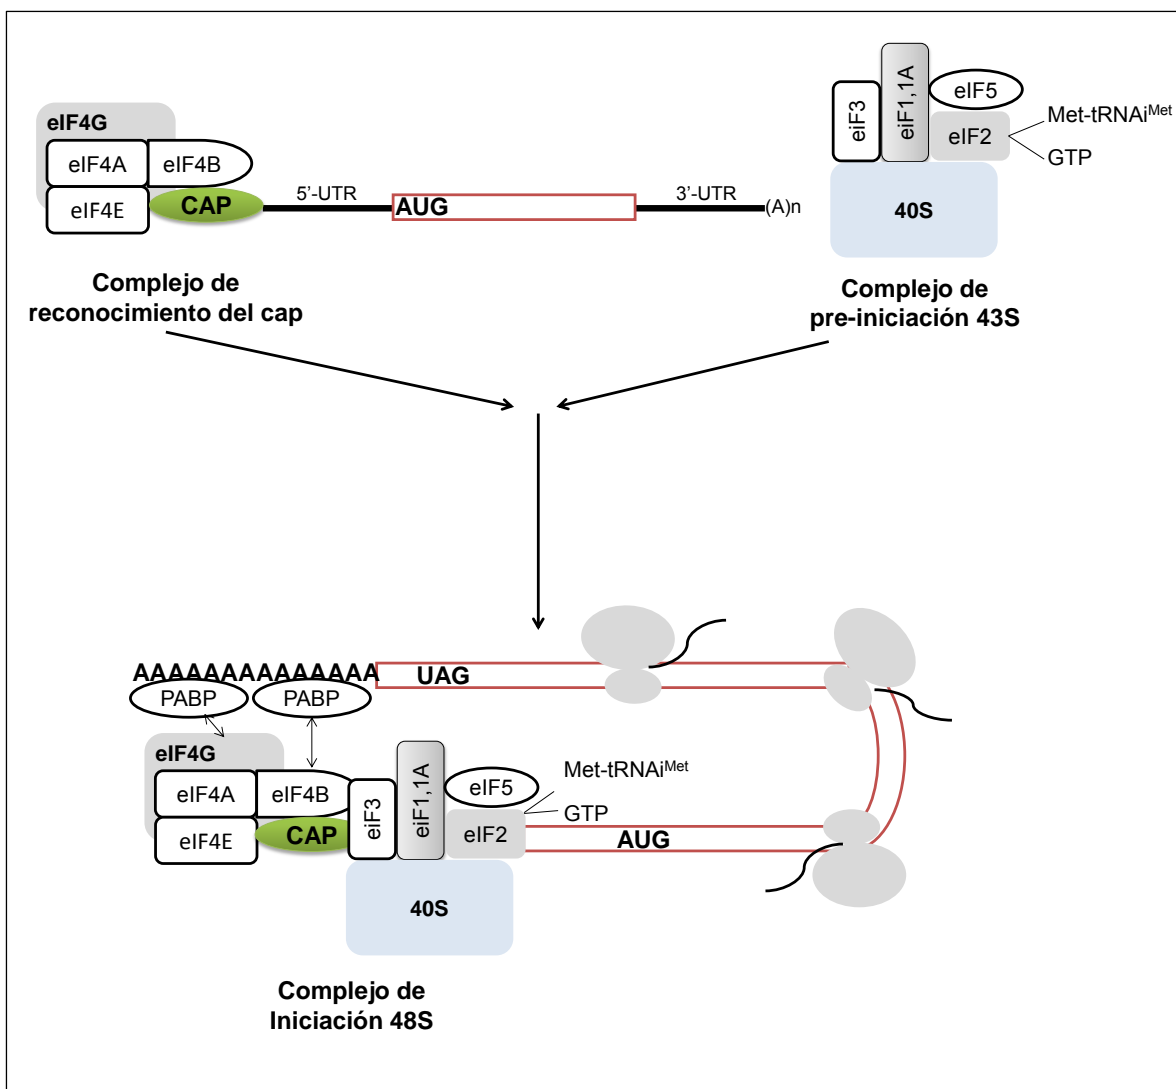 eIF4G
eIF4A
eIF4B
eIF4E
CAP
5’-UTR
AUG
3’-UTR
(A)n
eiF3
eiF1,1A
eIF5
eIF2
Met-tRNAiMet
GTP
40S
Complejo de
reconocimiento del cap
Complejo de
pre-iniciación 43S
AAAAAAAAAAAAAA
UAG
PABP
PABP
eIF4G
eIF4A
eIF4B
eIF4E
CAP
eiF3
eiF1,1A
eIF5
eIF2
Met-tRNAiMet
GTP
AUG
40S
Complejo de
Iniciación 48S